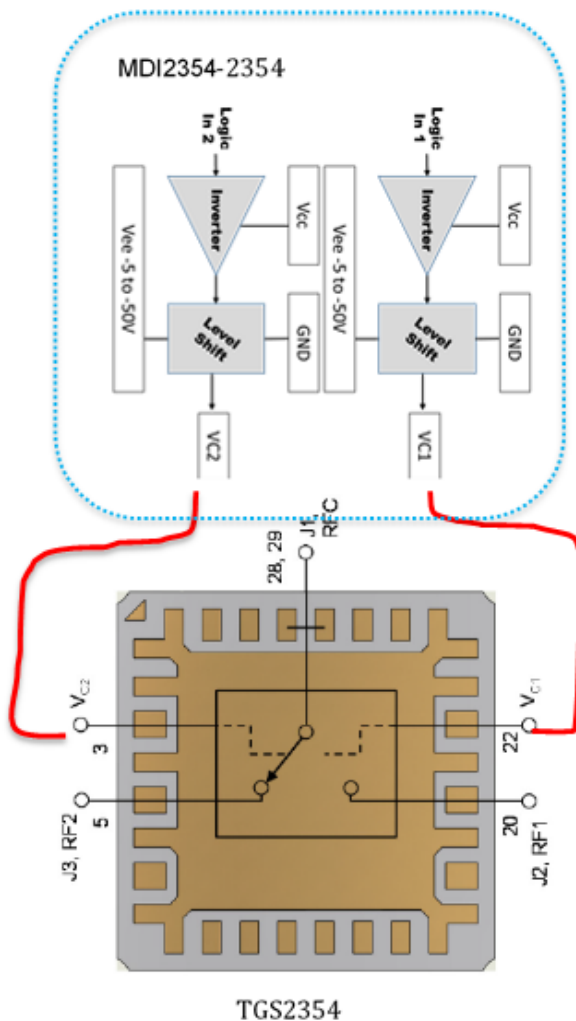 MDI2354-2354
Logic
In 2
Inverter
Vcc
Vee -5 to -50V
Level
Shift
GND
VC2
Logic
In 1
Inverter
Vcc
Vee -5 to -50V
Level
Shift
GND
VC1
J1,
RFC
28, 29
VC2
3
VC1
22
J3, RF2
5
J2, RF1
20
TGS2354